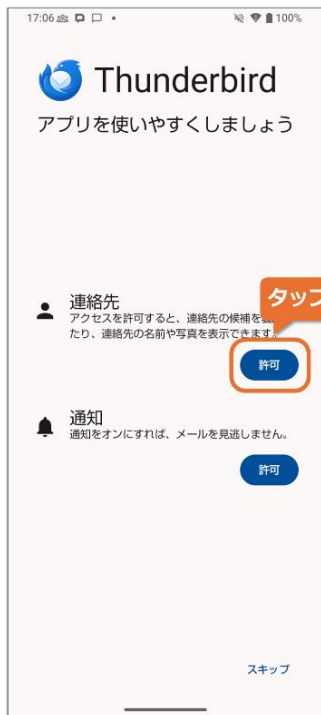 17:06
100%
Thunderbird
アプリを使いやすくしましょう
連絡先
アクセスを許可すると、連絡先の候補を
たり、連絡先の名前や写真を表示できます。
タップ
許可
通知
通知をオンにすれば、メールを見逃しません。
許可
スキップ